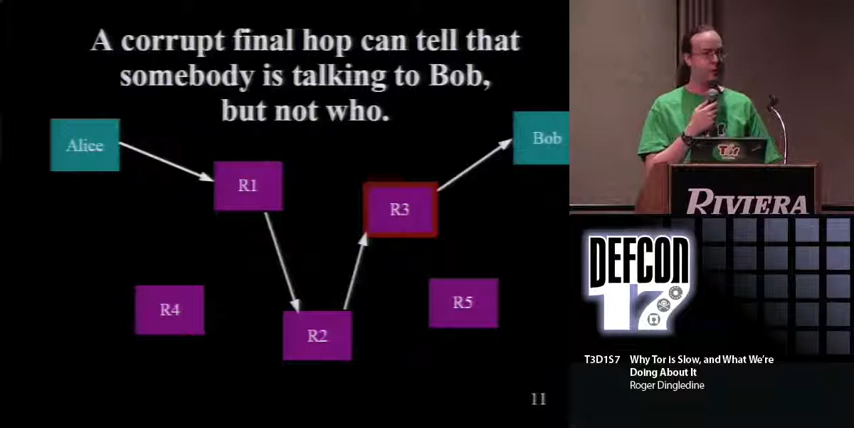 A corrupt final hop can tell that
somebody is talking to Bob,
but not who.
Alice
Bob
R1
R3
R4
R5
R2
11
Tor
RIVIERA
DEFCON
17
T3D1S7 Why Tor is Slow, and What We're
Doing About It
Roger Dingledine